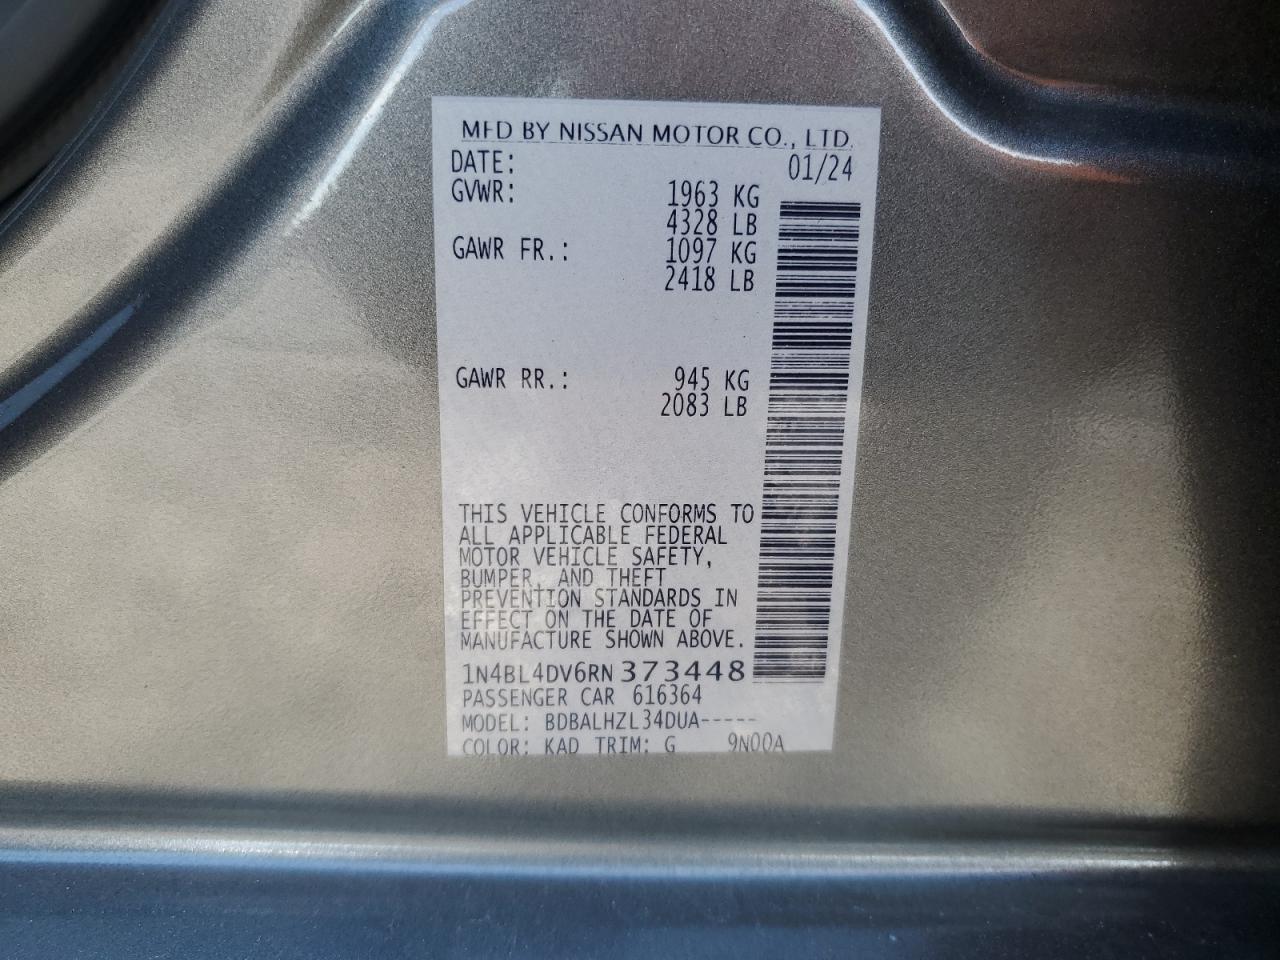 MFD BY NISSAN MOTOR CO., LTD.
DATE: 01/24
GVWR: 1963 KG
4328 LB
GAWR FR.: 1097 KG
2418 LB
GAWR RR.: 945 KG
2083 LB
THIS VEHICLE CONFORMS TO
ALL APPLICABLE FEDERAL
MOTOR VEHICLE SAFETY,
BUMPER, AND THEFT
PREVENTION STANDARDS IN
EFFECT ON THE DATE OF
MANUFACTURE SHOWN ABOVE.
1N4BL4DV6RN373448
PASSENGER CAR 616364
MODEL: BDBALHZL34DUA-----
COLOR: KAD TRIM: G 9N00A